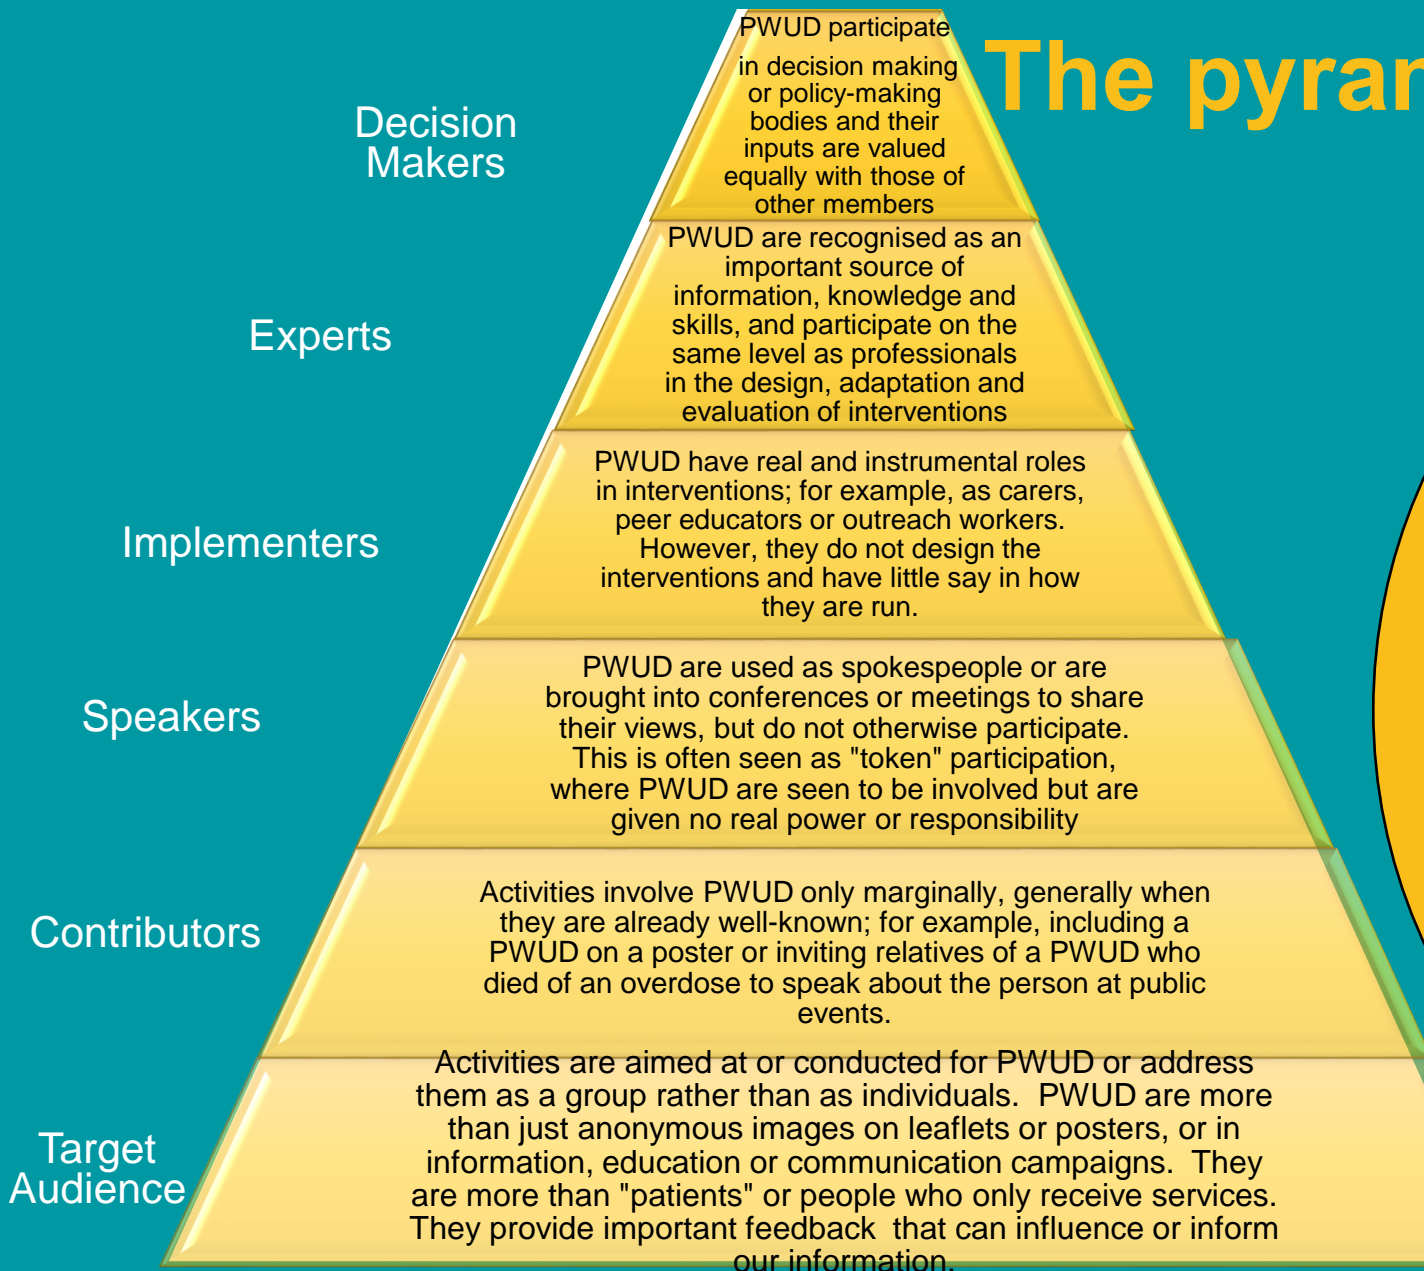 The pyra
Decision
Makers
PWUD participate
in decision making
or policy-making
bodies and their
inputs are valued
equally with those of
other members
Experts
PWUD are recognised as an
important source of
information, knowledge and
skills, and participate on the
same level as professionals
in the design, adaptation and
evaluation of interventions
Implementers
PWUD have real and instrumental roles
in interventions; for example, as carers,
peer educators or outreach workers.
However, they do not design the
interventions and have little say in how
they are run.
Speakers
PWUD are used as spokespeople or are
brought into conferences or meetings to share
their views, but do not otherwise participate.
This is often seen as "token" participation,
where PWUD are seen to be involved but are
given no real power or responsibility
Contributors
Activities involve PWUD only marginally, generally when
they are already well-known; for example, including a
PWUD on a poster or inviting relatives of a PWUD who
died of an overdose to speak about the person at public
events.
Target
Audience
Activities are aimed at or conducted for PWUD or address
them as a group rather than as individuals.  PWUD are more
than just anonymous images on leaflets or posters, or in
information, education or communication campaigns.  They
are more than "patients" or people who only receive services.
They provide important feedback  that can influence or inform
our information.